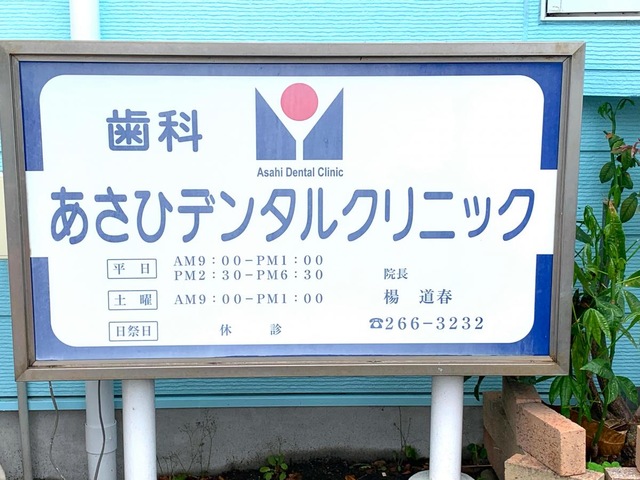 歯科
Asahi Dental Clinic
あさひデンタルクリニック
平 日 AM9：00－PM1：00
PM2：30－PM6：30
土 曜 AM9：00－PM1：00
日祭日 休 診
院長
楊 道春
☎266－3232